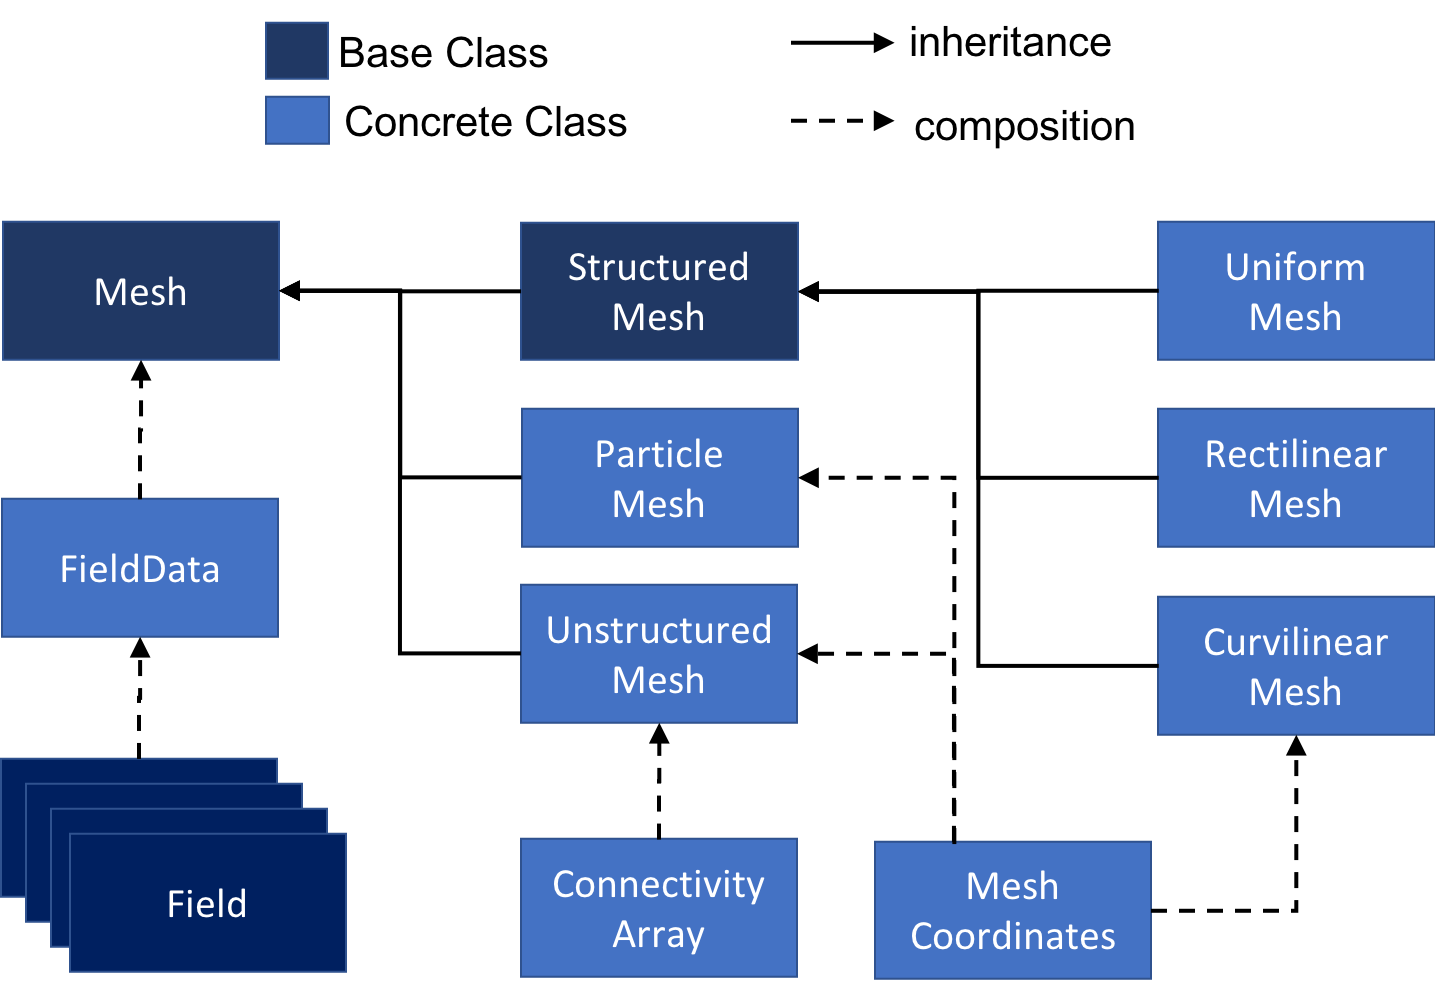 Base Class
inheritance
Concrete Class
composition
Mesh
Structured
Mesh
Uniform
Mesh
Particle
Mesh
Rectilinear
Mesh
FieldData
Unstructured
Mesh
Curvilinear
Mesh
Field
Connectivity
Array
Mesh
Coordinates